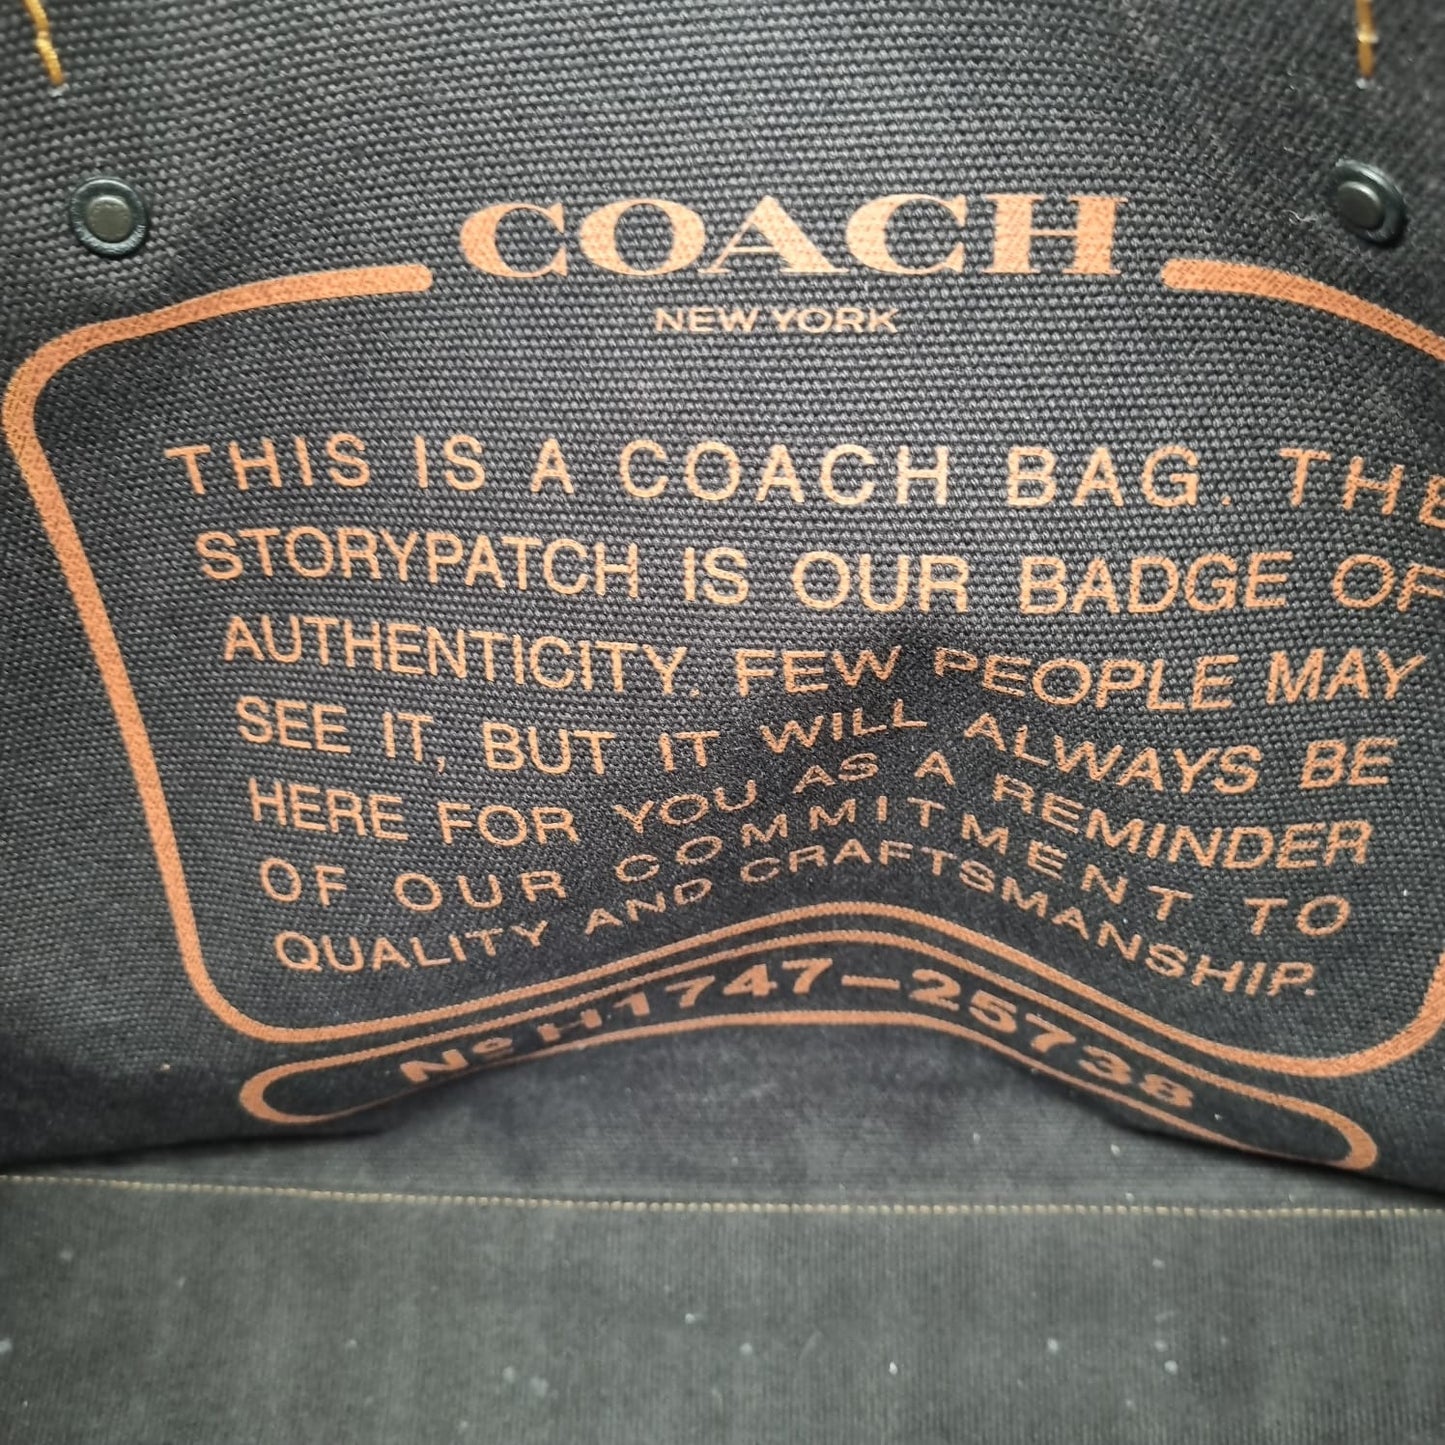 COACH
NEW YORK
THIS IS A COACH BAG. THE
STORYPATCH IS OUR BADGE OF
AUTHENTICITY. FEW PEOPLE MAY
SEE IT, BUT IT WILL ALWAYS BE
HERE FOR YOU AS A REMINDER
OF OUR COMMITMENT TO
QUALITY AND CRAFTSMANSHIP.
Nº H1747-25738